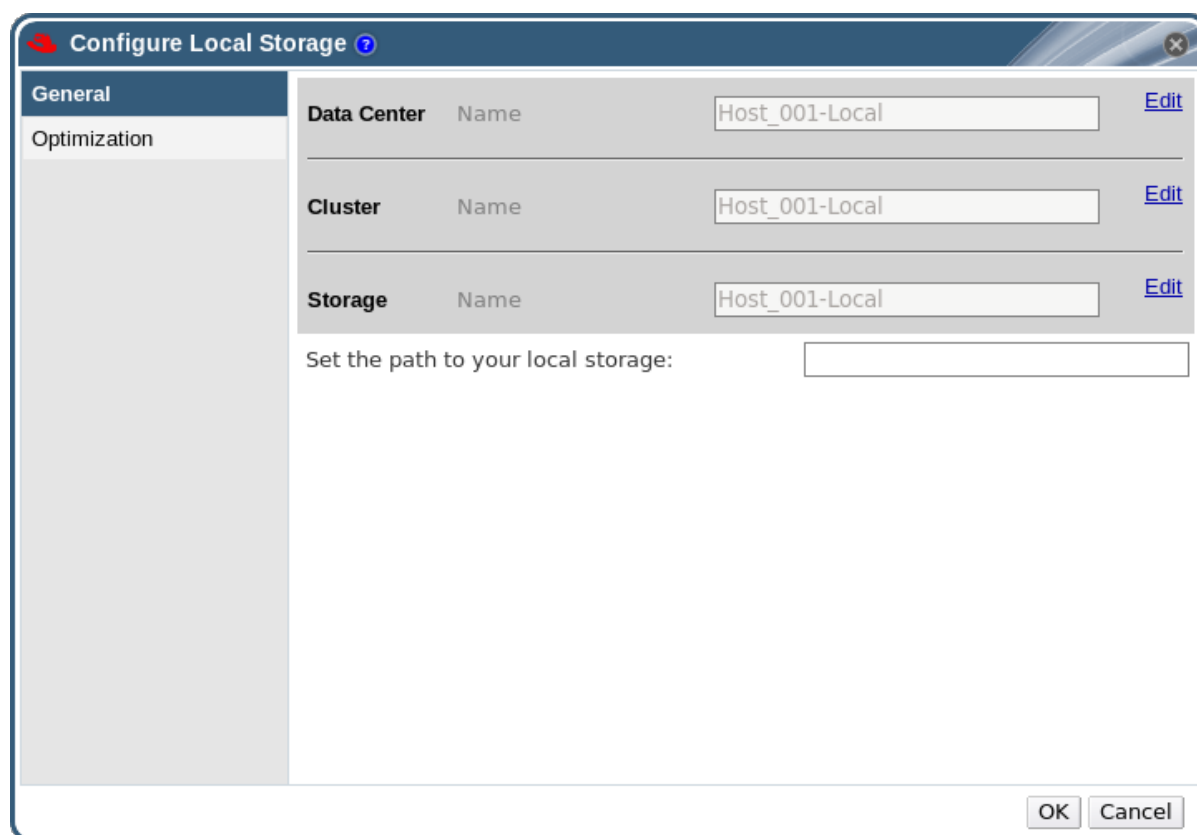 Configure Local Storage ?
General
Optimization
Data Center Name Host_001-Local Edit
Cluster Name Host_001-Local Edit
Storage Name Host_001-Local Edit
Set the path to your local storage:
OK Cancel